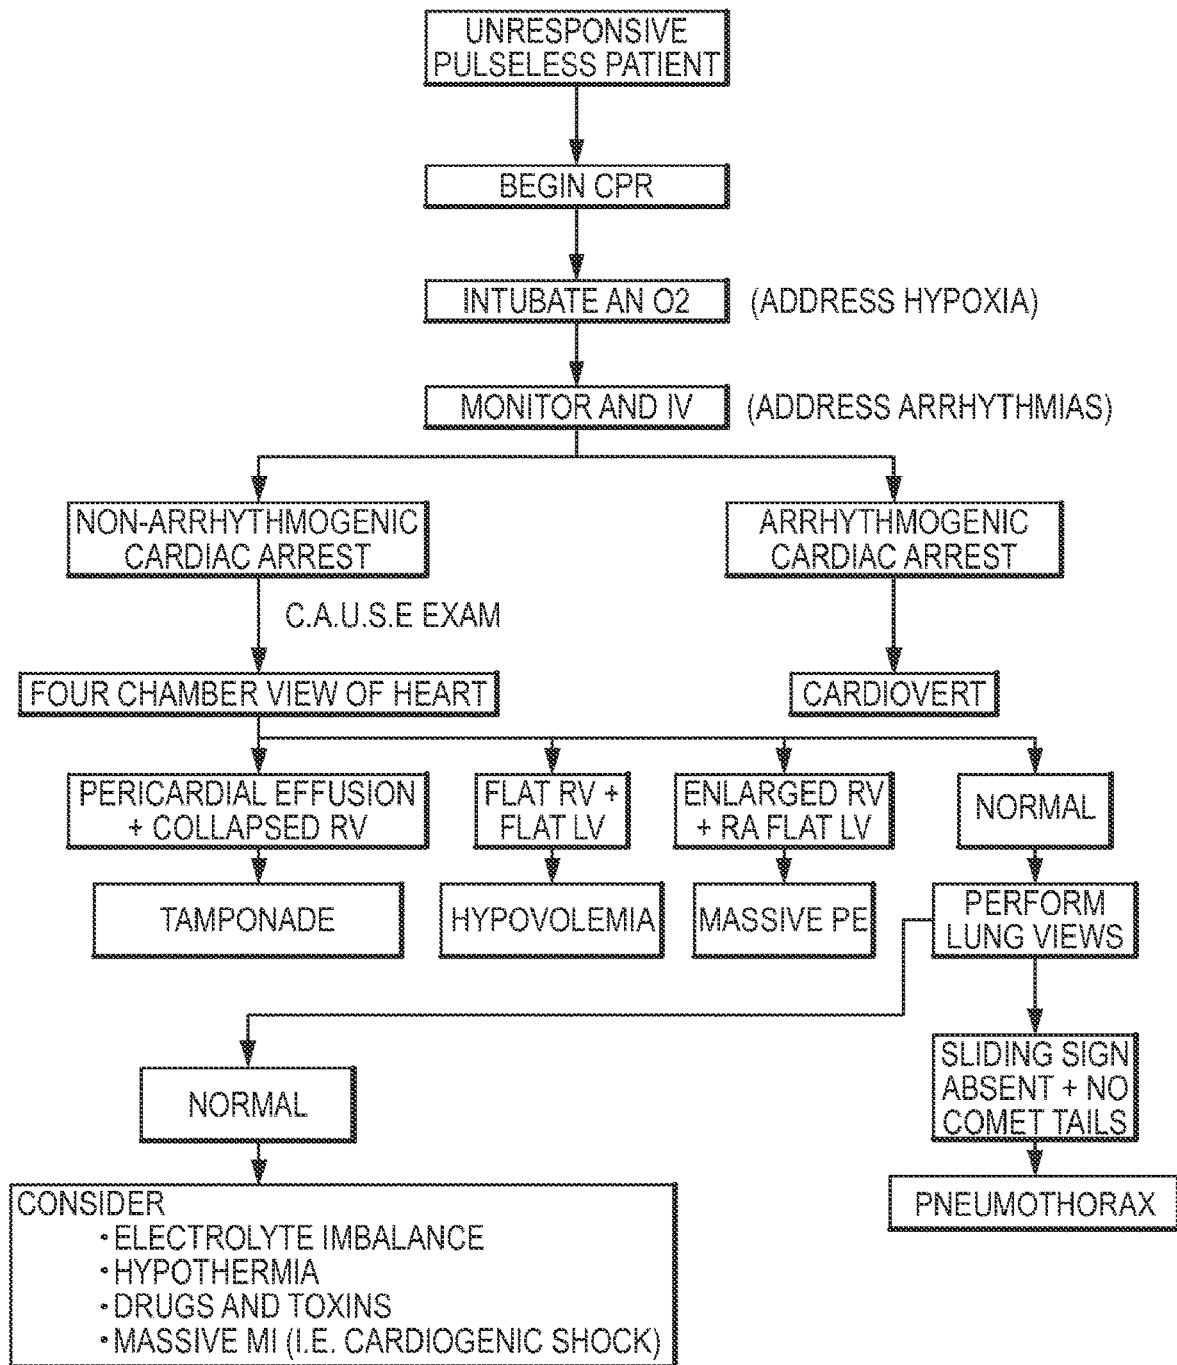 UNRESPONSIVE
PULSELESS PATIENT
BEGIN CPR
INTUBATE AN O2
(ADDRESS HYPOXIA)
MONITOR AND IV
(ADDRESS ARRHYTHMIAS)
NON-ARRHYTHMOGENIC
CARDIAC ARREST
ARRHYTHMOGENIC
CARDIAC ARREST
C.A.U.S.E EXAM
FOUR CHAMBER VIEW OF HEART
CARDIOVERT
PERICARDIAL EFFUSION
+ COLLAPSED RV
FLAT RV +
FLAT LV
ENLARGED RV
+ RA FLAT LV
NORMAL
TAMPONADE
HYPOVOLEMIA
MASSIVE PE
PERFORM
LUNG VIEWS
SLIDING SIGN
ABSENT + NO
COMET TAILS
NORMAL
PNEUMOTHORAX
CONSIDER
• ELECTROLYTE IMBALANCE
• HYPOTHERMIA
• DRUGS AND TOXINS
• MASSIVE MI (I.E. CARDIOGENIC SHOCK)